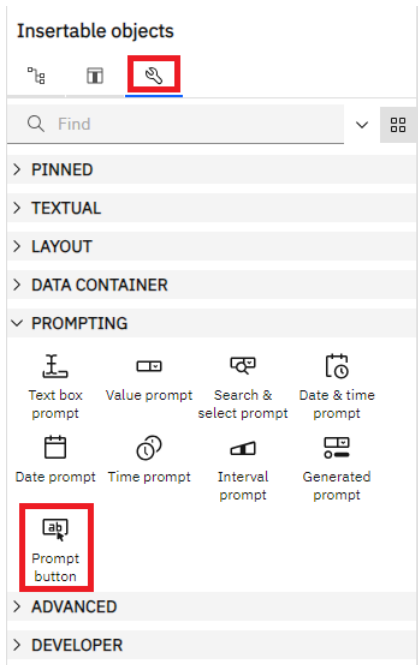 Insertable objects
Find
PINNED
TEXTUAL
LAYOUT
DATA CONTAINER
PROMPTING
Text box prompt
Value prompt
Search & select prompt
Date & time prompt
Date prompt
Time prompt
Interval prompt
Generated prompt
ab
Prompt button
ADVANCED
DEVELOPER